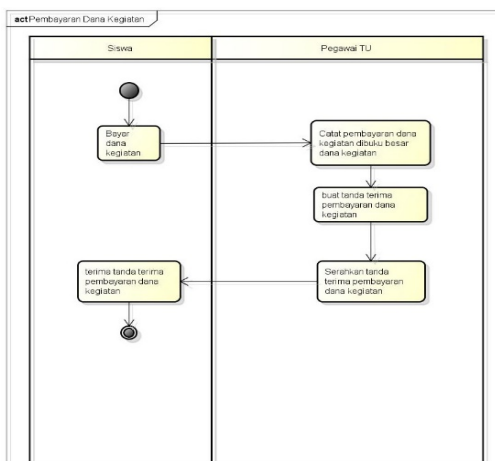 act Pembayaran Dana Kegiatan
Siswa
Pegawai TU
Bayar
dana
kegiatan
Catat pembayaran dana
kegiatan dibuku besar
dana kegiatan
buat tanda terima
pembayaran dana
kegiatan
Serahkan tanda
terima pembayaran
dana kegiatan
terima tanda terima
pembayaran dana
kegiatan